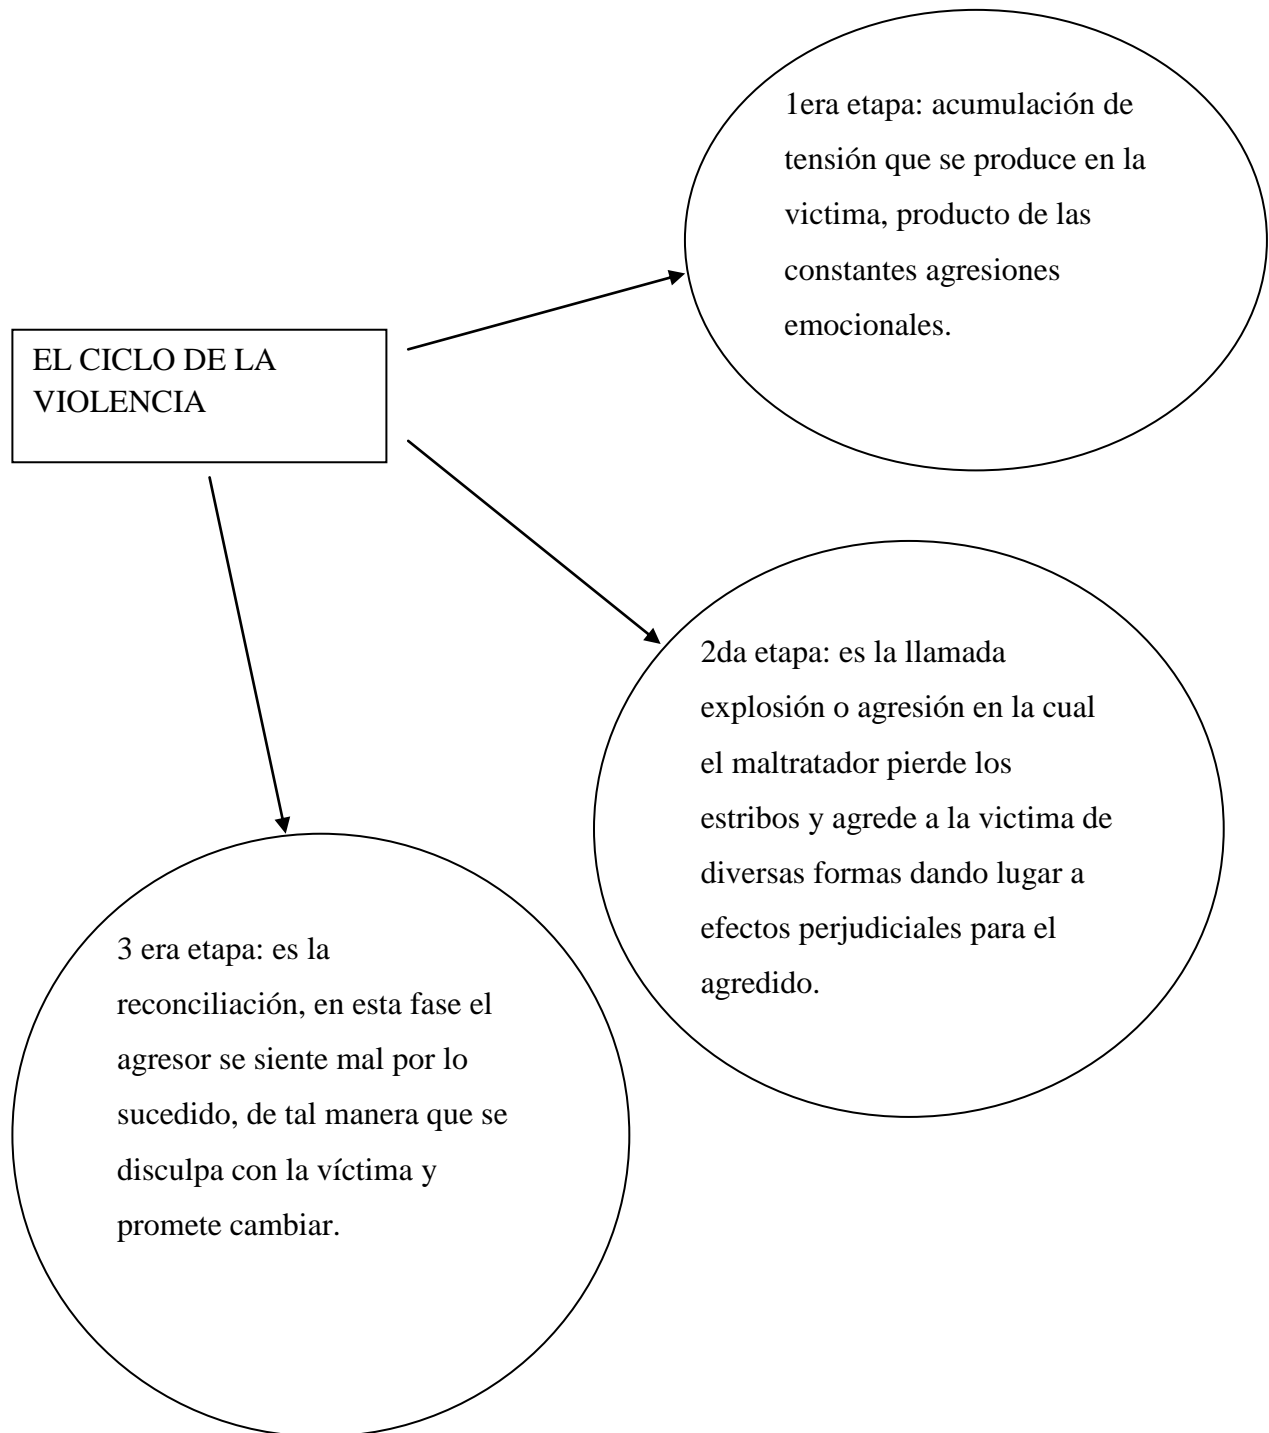 EL CICLO DE LA
VIOLENCIA
1era etapa: acumulación de
tensión que se produce en la
victima, producto de las
constantes agresiones
emocionales.
2da etapa: es la llamada
explosión o agresión en la cual
el maltratador pierde los
estribos y agrede a la victima de
diversas formas dando lugar a
efectos perjudiciales para el
agredido.
3 era etapa: es la
reconciliación, en esta fase el
agresor se siente mal por lo
sucedido, de tal manera que se
disculpa con la víctima y
promete cambiar.